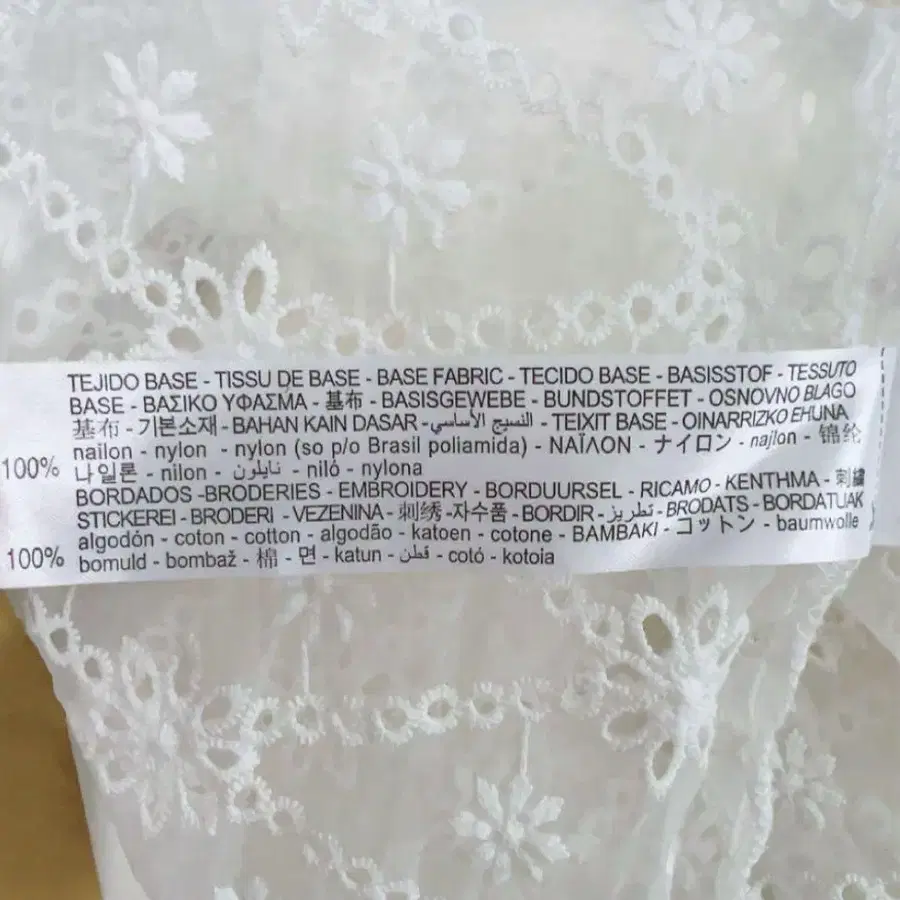 TEJIDO BASE - TISSU DE BASE - BASE FABRIC - TECIDO BASE - BASISSTOF - TESSUTO
BASE - ΒΑΣΙΚΟ ΥΦΑΣΜΑ - 基布 - BASISGEWEBE - BUNDSTOFFET - OSNOVNO BLAGO
基布 - 기본소재 - BAHAN KAIN DASAR - النسيج الأساسي - TEIXIT BASE - OINARRIZKO EHUNA
nailon - nylon - nylon (so p/o Brasil poliamida) - ΝΑΪΛΟΝ - ナイロン - najlon - 锦纶
100% 나일론 - nilon - نايلون - niló - nylona
BORDADOS -BRODERIES - EMBROIDERY - BORDUURSEL - RICAMO - KENTHMA - 刺繍
STICKEREI - BRODERI - VEZENINA - 刺绣 -자수품 - BORDIR - تطريز - BRODATS - BORDATUAK
algodón - coton - cotton - algodão - katoen - cotone - BAMBAKI - コットン - baumwolle
100% bomuld - bombaž - 棉 - 면 - katun - قطن - cotó - kotoia